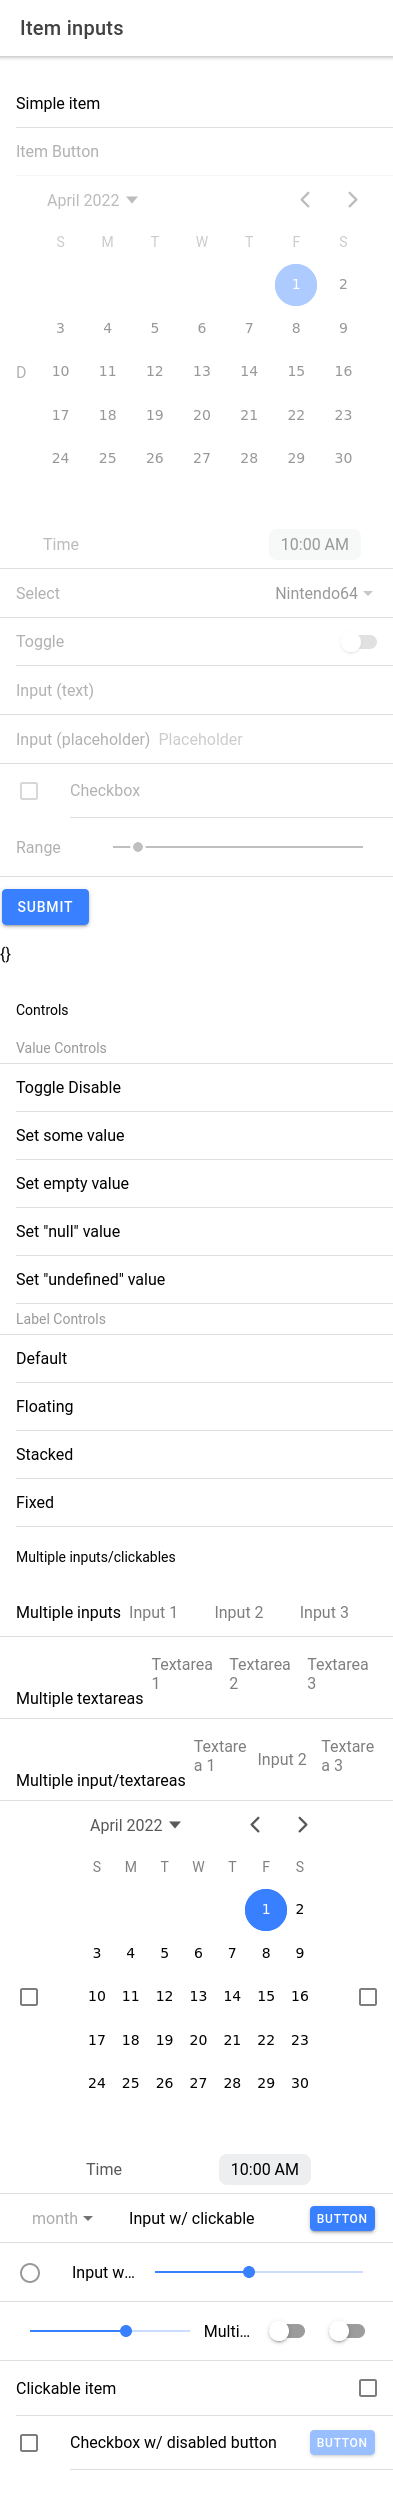 Item inputs
Simple item
Item Button
April 2022
S M T W T F S
1 2
3 4 5 6 7 8 9
D 10 11 12 13 14 15 16
17 18 19 20 21 22 23
24 25 26 27 28 29 30
Time 10:00 AM
Select Nintendo64
Toggle
Input (text)
Input (placeholder) Placeholder
Checkbox
Range
SUBMIT
{}
Controls
Value Controls
Toggle Disable
Set some value
Set empty value
Set "null" value
Set "undefined" value
Label Controls
Default
Floating
Stacked
Fixed
Multiple inputs/clickables
Multiple inputs Input 1 Input 2 Input 3
Textarea Textarea Textarea
1 2 3
Multiple textareas
Textare Textare
a 1 Input 2 a 3
Multiple input/textareas
April 2022
S M T W T F S
1 2
3 4 5 6 7 8 9
10 11 12 13 14 15 16
17 18 19 20 21 22 23
24 25 26 27 28 29 30
Time 10:00 AM
month Input w/ clickable BUTTON
Input w...
Multi...
Clickable item
Checkbox w/ disabled button BUTTON